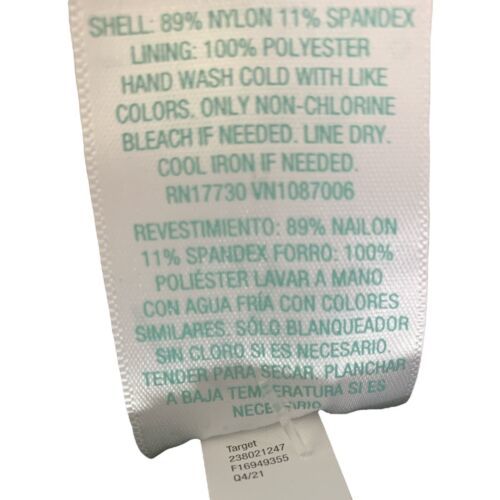 SHELL: 89% NYLON 11% SPANDEX
LINING: 100% POLYESTER
HAND WASH COLD WITH LIKE
COLORS. ONLY NON-CHLORINE
BLEACH IF NEEDED. LINE DRY.
COOL IRON IF NEEDED.
RN17730 VN1087006
REVESTIMIENTO: 89% NAILON
11% SPANDEX FORRO: 100%
POLIÉSTER LAVAR A MANO
CON AGUA FRÍA CON COLORES
SIMILARES. SÓLO BLANQUEADOR
SIN CLORO SI ES NECESARIO.
TENDER PARA SECAR. PLANCHAR
A BAJA TEMPERATURA SI ES
NECESARIO
Target
238021247
F16949355
Q4/21